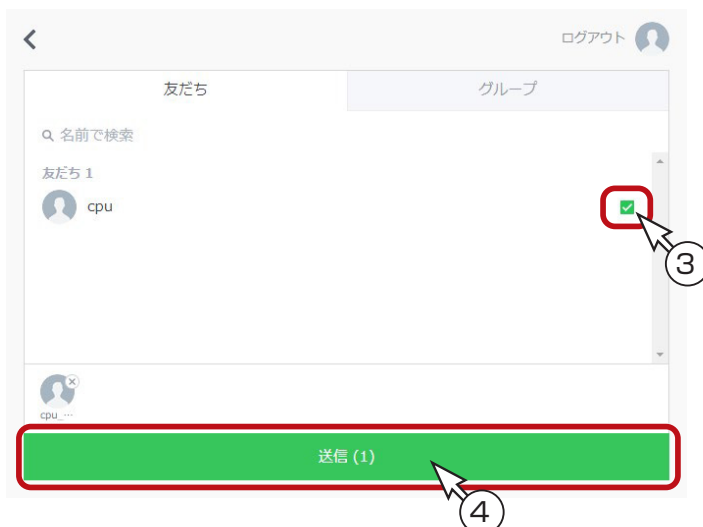 ログアウト
友だち
グループ
名前で検索
友だち 1
cpu
③
cpu_…
送信 (1)
④